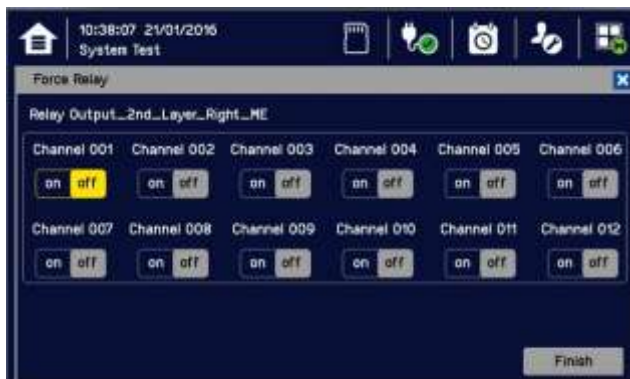 10:38:07 21/01/2016
System Test
Force Relay
Relay Output_2nd_Layer_Right_ME
Channel 001 Channel 002 Channel 003 Channel 004 Channel 005 Channel 006
on off on off on off on off on off on off
Channel 007 Channel 008 Channel 009 Channel 010 Channel 011 Channel 012
on off on off on off on off on off on off
Finish